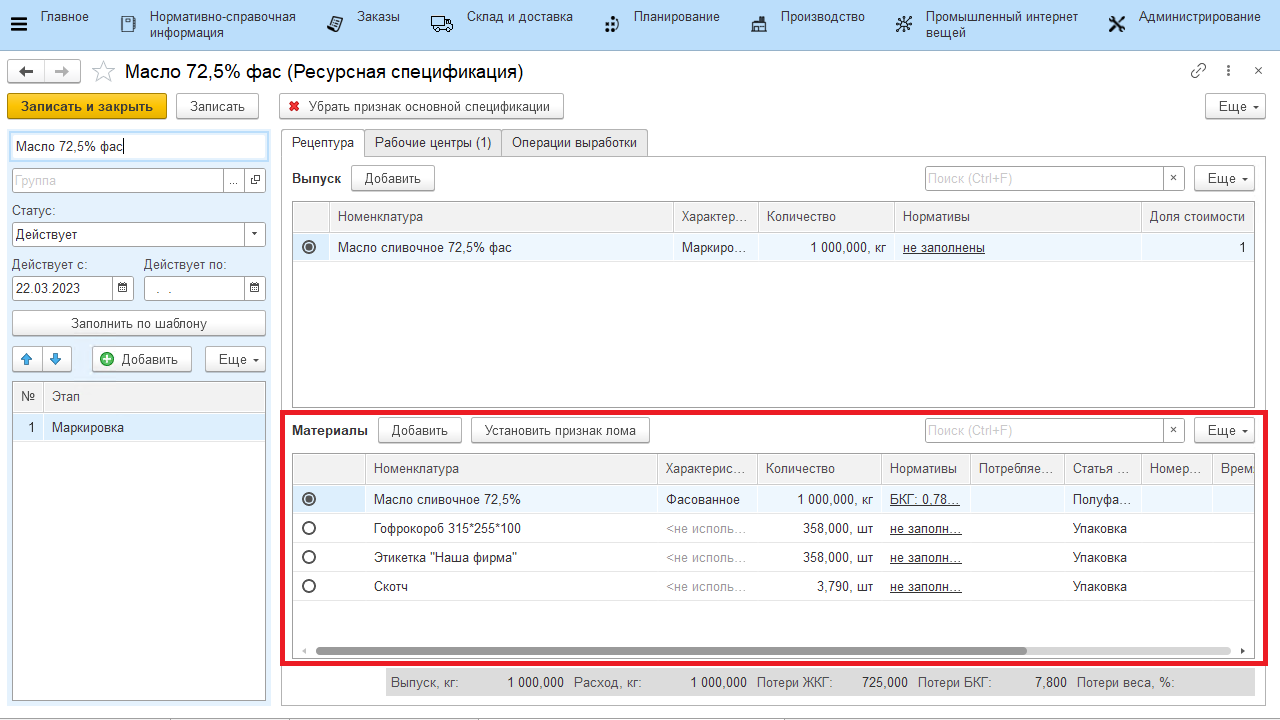 Главное
Нормативно-справочная
информация
Заказы
Склад и доставка
Планирование
Производство
Промышленный интернет
вещей
Администрирование
Масло 72,5% фас (Ресурсная спецификация)
Записать и закрыть
Записать
Убрать признак основной спецификации
Еще
Масло 72,5% фас
Группа
...
Статус:
Действует
Действует с:
Действует по:
22.03.2023
. .
Заполнить по шаблону
Добавить
Еще
№ Этап
1 Маркировка
Рецептура
Рабочие центры (1)
Операции выработки
Выпуск
Добавить
Поиск (Ctrl+F)
×
Еще
Номенклатура Характер... Количество Нормативы Доля стоимости
Масло сливочное 72,5% фас Маркиро... 1 000,000, кг не заполнены 1
Материалы
Добавить
Установить признак лома
Поиск (Ctrl+F)
×
Еще
Номенклатура Характерис... Количество Нормативы Потребляе... Статья ... Номер... Врем
Масло сливочное 72,5% Фасованное 1 000,000, кг БКГ: 0,78... Полуфа...
Гофрокороб 315*255*100 <не исполь... 358,000, шт не заполн... Упаковка
Этикетка "Наша фирма" <не исполь... 358,000, шт не заполн... Упаковка
Скотч <не исполь... 3,790, шт не заполн... Упаковка
Выпуск, кг: 1 000,000 Расход, кг: 1 000,000 Потери ЖКГ: 725,000 Потери БКГ: 7,800 Потери веса, %: